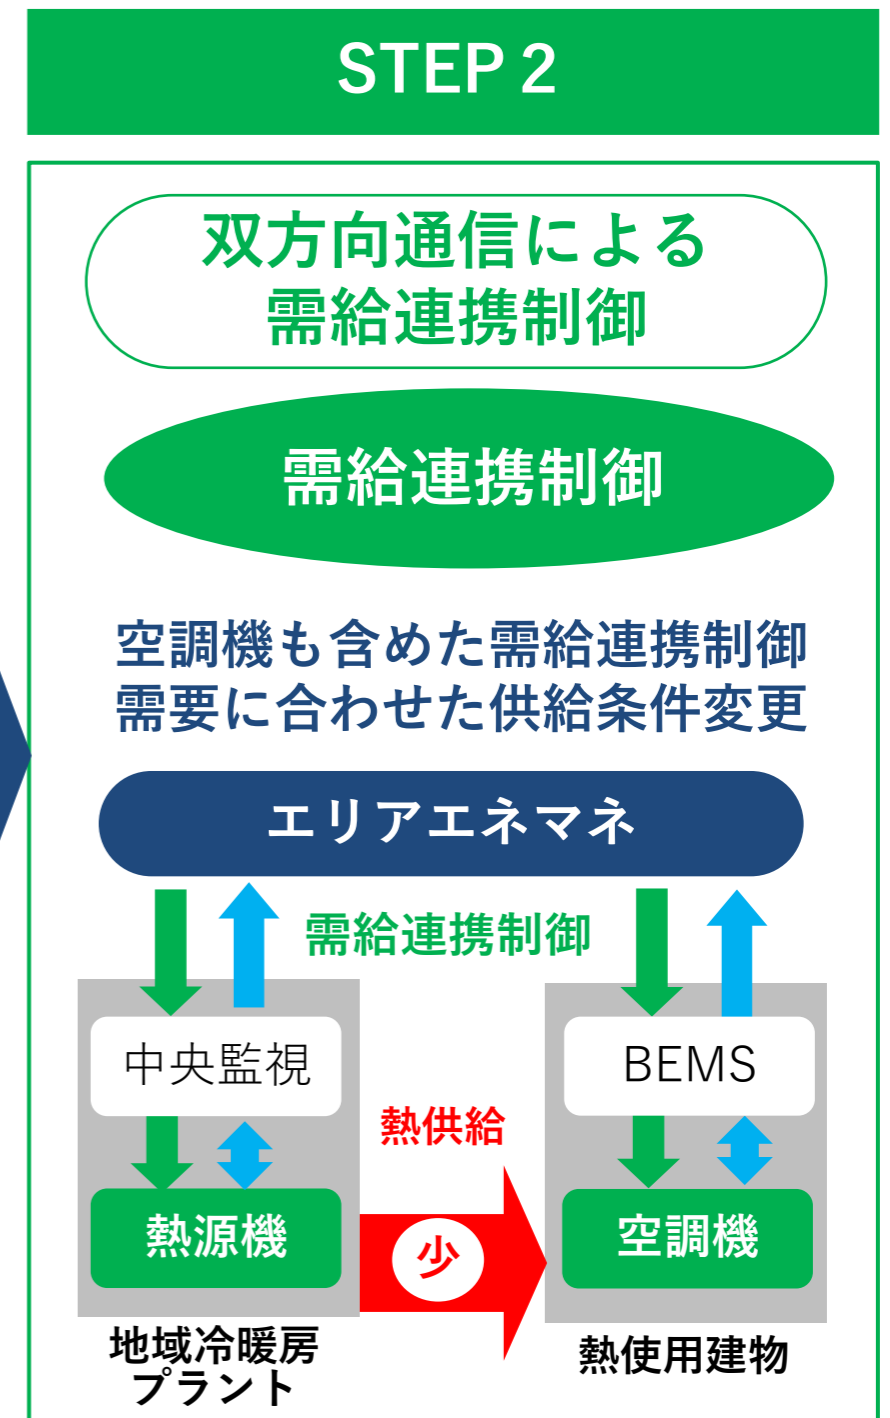 STEP 2
双方向通信による
需給連携制御
需給連携制御
空調機も含めた需給連携制御
需要に合わせた供給条件変更
エリアエネマネ
需給連携制御
中央監視
BEMS
熱供給
熱源機
少
空調機
地域冷暖房
プラント
熱使用建物